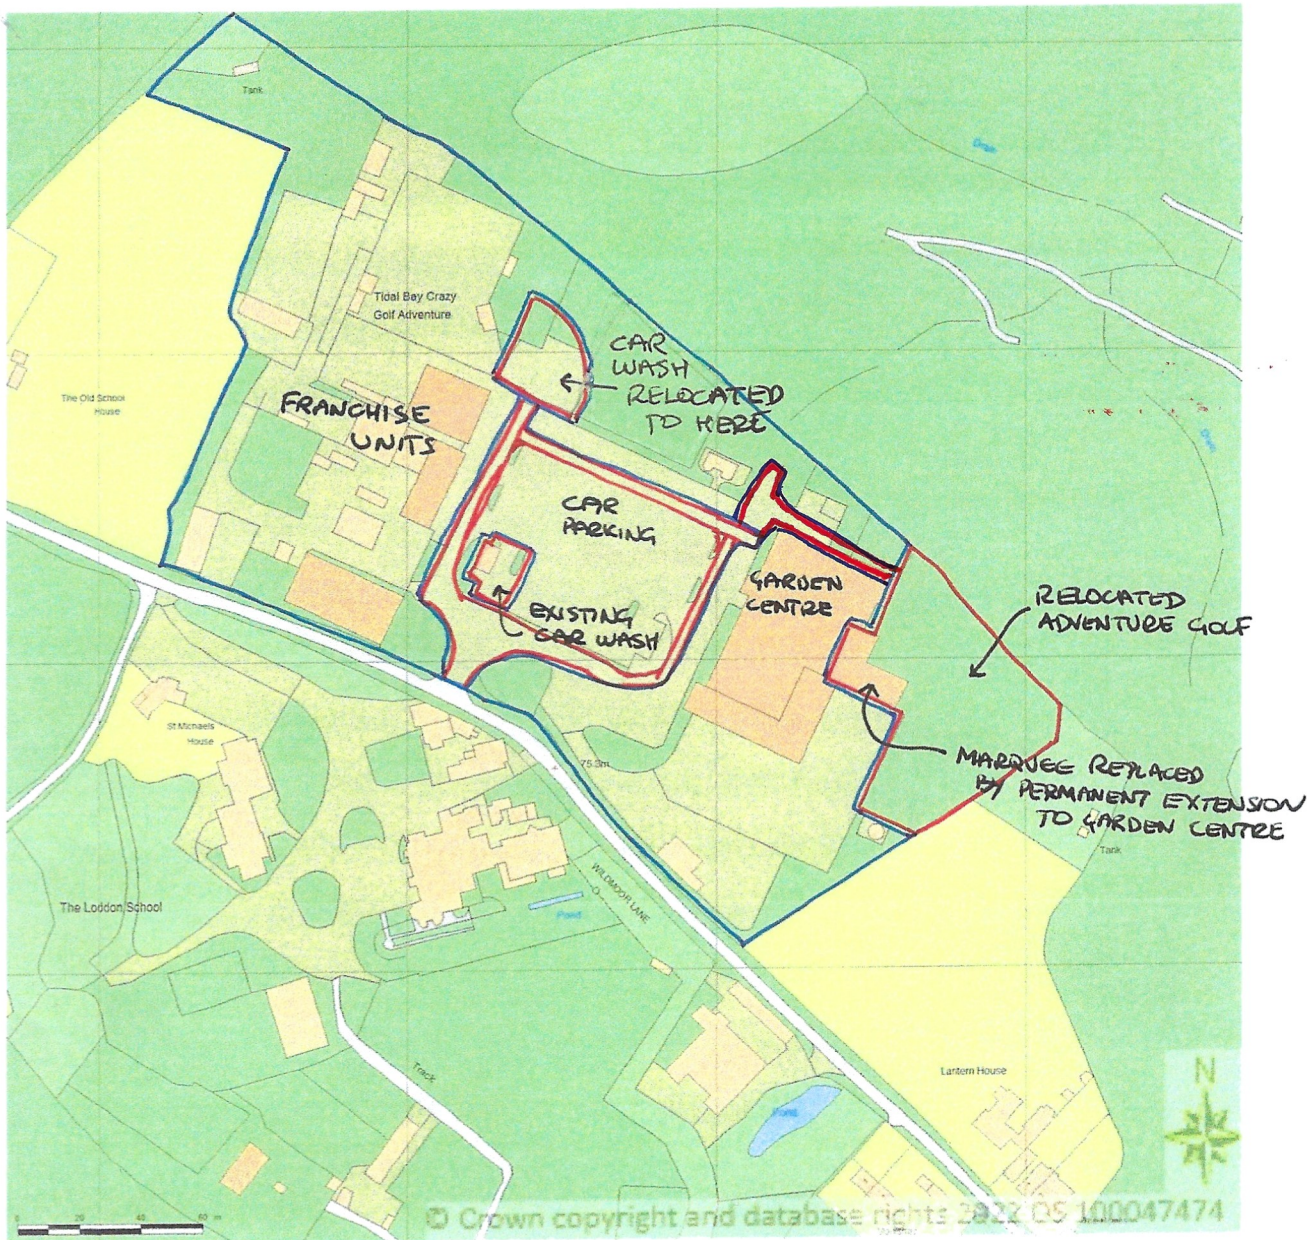 Tank
Drain
Tidal Bay Crazy
Golf Adventure
CAR
WASH
RELOCATED
TO HERE
The Old School
House
FRANCHISE
UNITS
Drain
CAR
PARKING
GARDEN
CENTRE
RELOCATED
ADVENTURE GOLF
EXISTING
CAR WASH
St Michaels
House
75.3m
MARQUEE REPLACED
BY PERMANENT EXTENSION
TO GARDEN CENTRE
Tank
WILDMOOR LANE
The Loddon School
Pond
Track
Lantern House
N
Pond
60 m
© Crown copyright and database rights 2022 OS 100047474